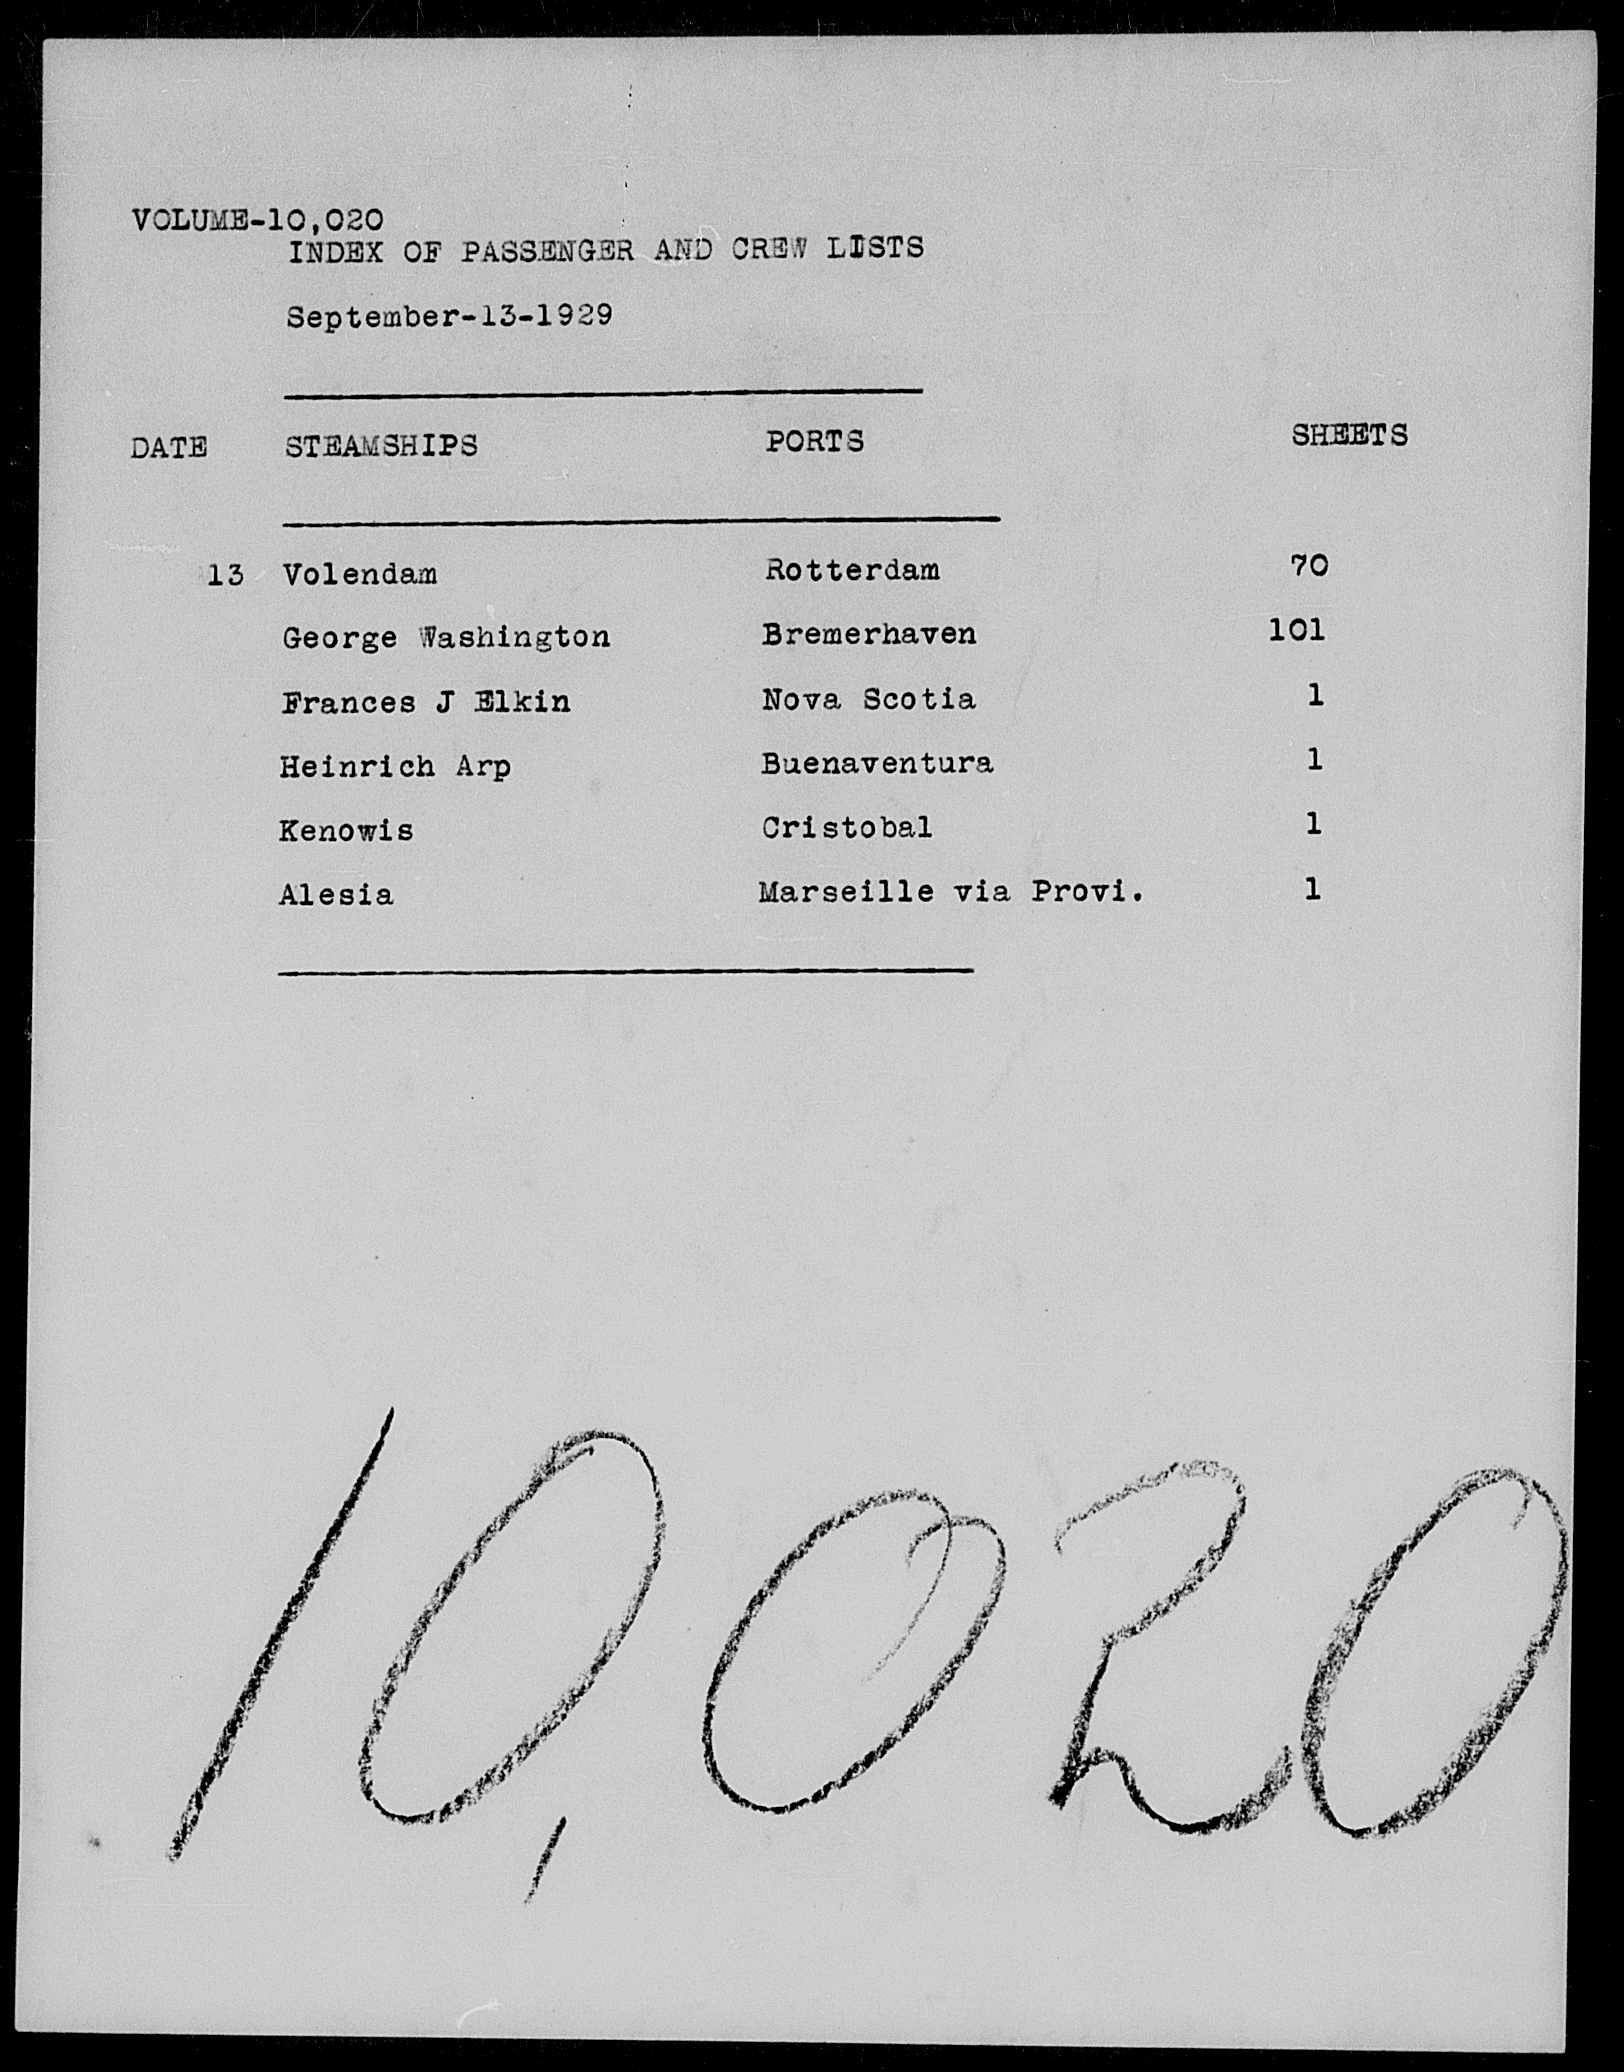 VOLUME-10,020
INDEX OF PASSENGER AND CREW LISTS
September-13-1929
DATE STEAMSHIPS PORTS SHEETS
13 Volendam Rotterdam 70
George Washington Bremerhaven 101
Frances J Elkin Nova Scotia 1
Heinrich Arp Buenaventura 1
Kenowis Cristobal 1
Alesia Marseille via Provi. 1
10,020